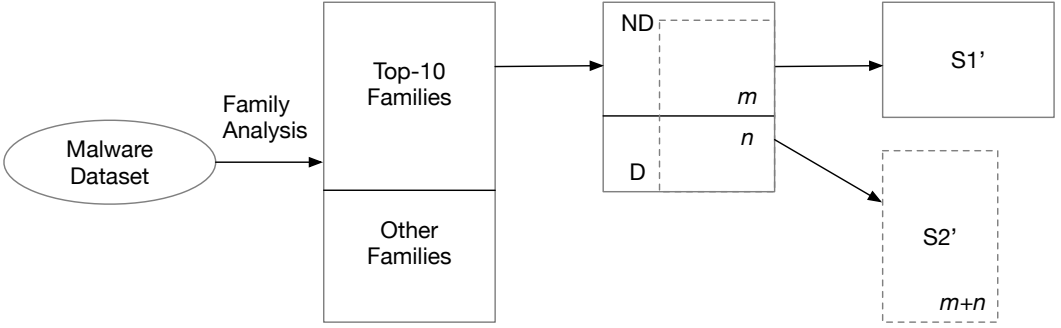 Malware
Dataset
Family
Analysis
Top-10
Families
Other
Families
ND
m
n
D
S1’
S2’
m+n